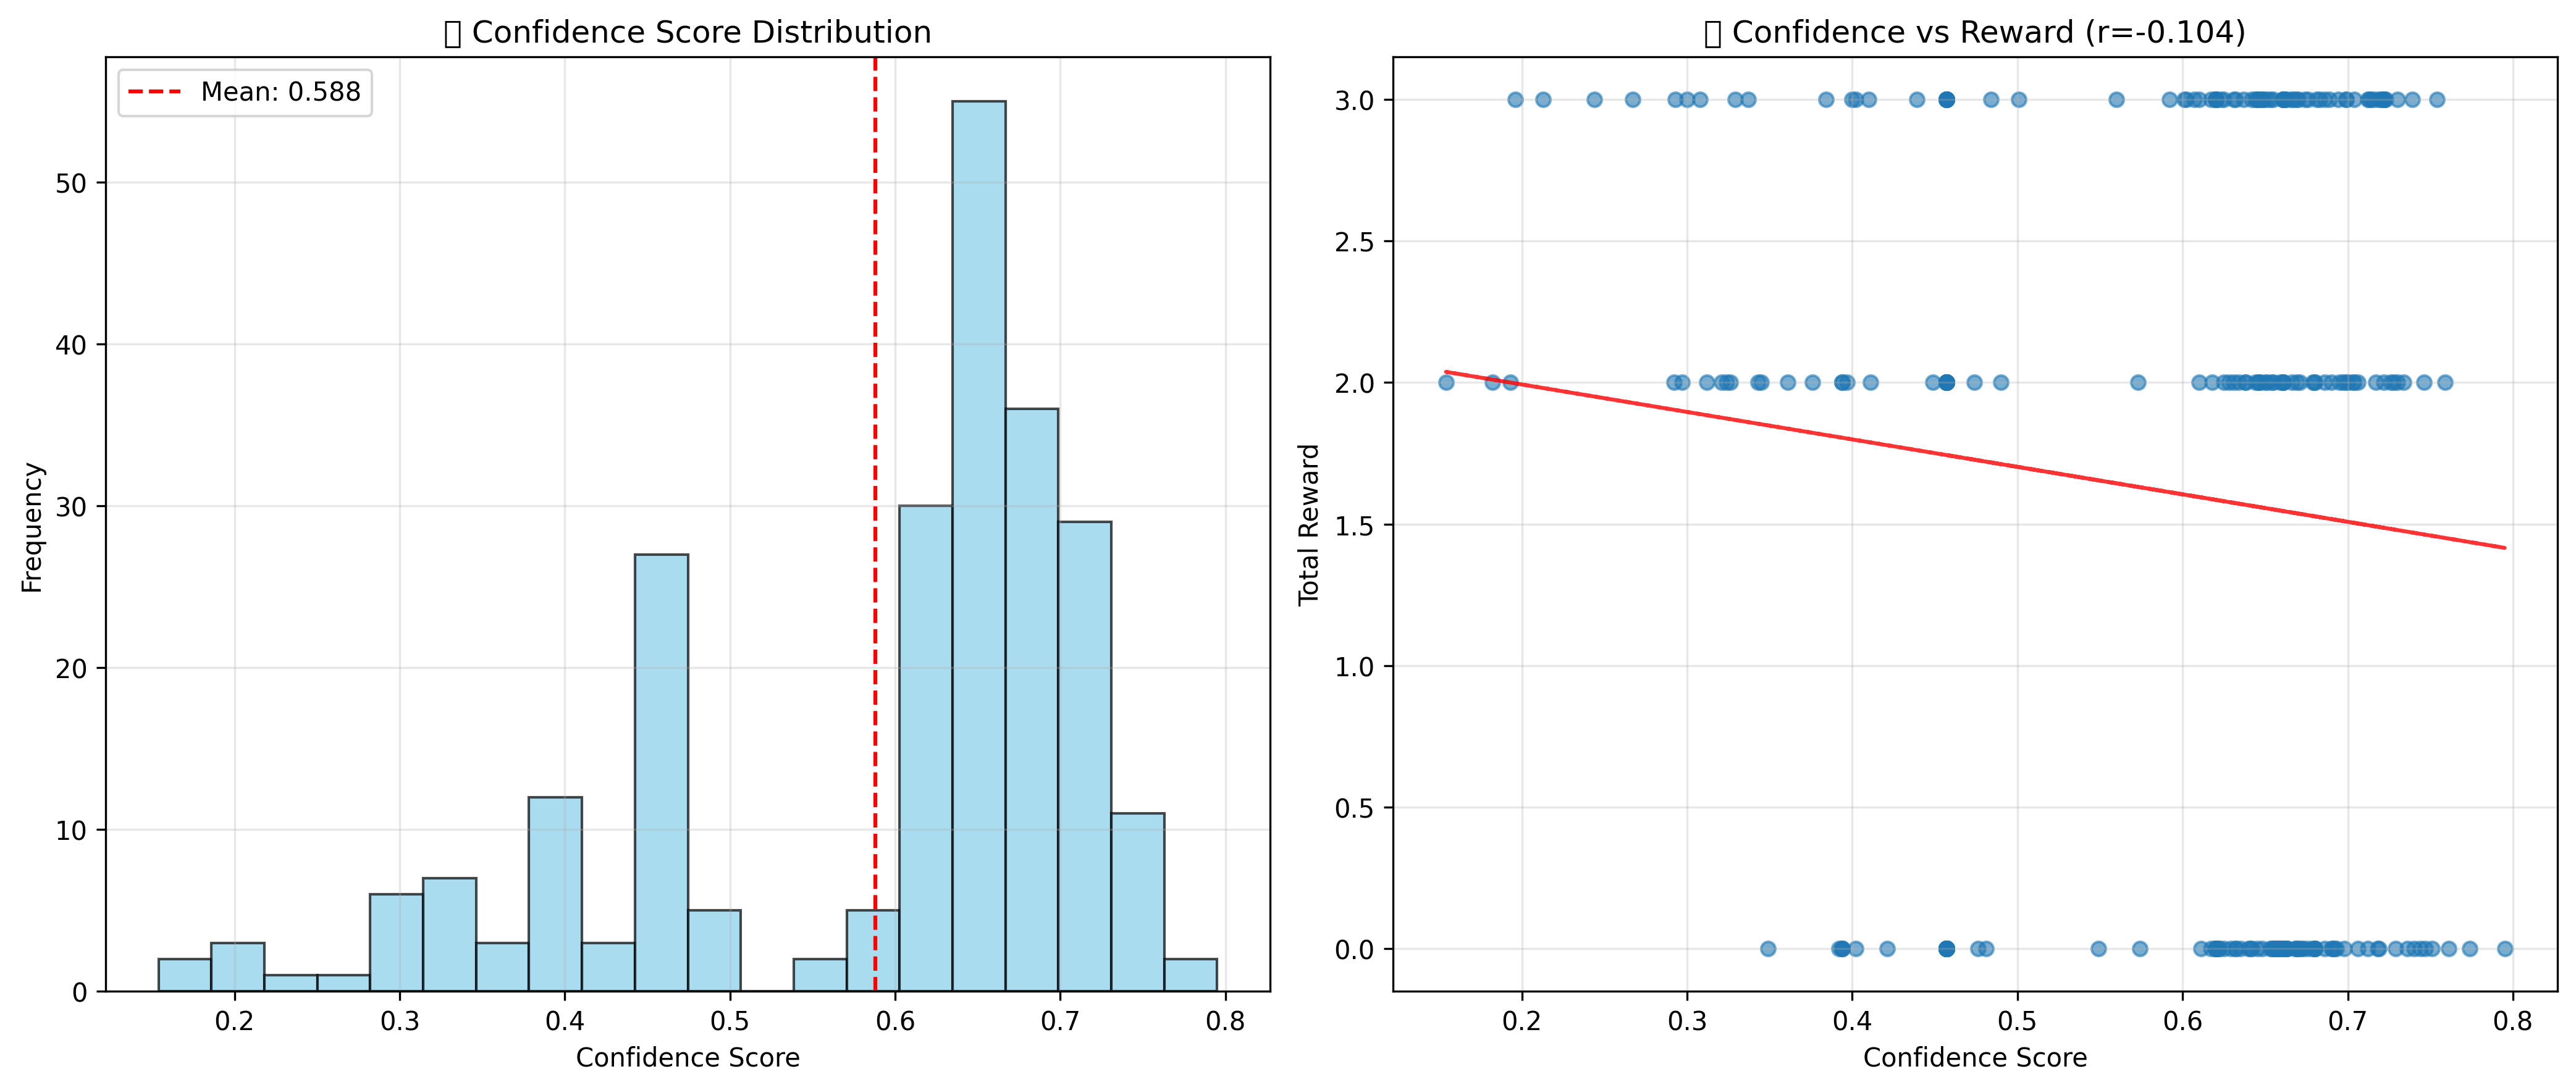 ▯ Confidence Score Distribution
Mean: 0.588
Frequency
50
40
30
20
10
0
0.2 0.3 0.4 0.5 0.6 0.7 0.8
Confidence Score
▯ Confidence vs Reward (r=-0.104)
Total Reward
3.0
2.5
2.0
1.5
1.0
0.5
0.0
0.2 0.3 0.4 0.5 0.6 0.7 0.8
Confidence Score